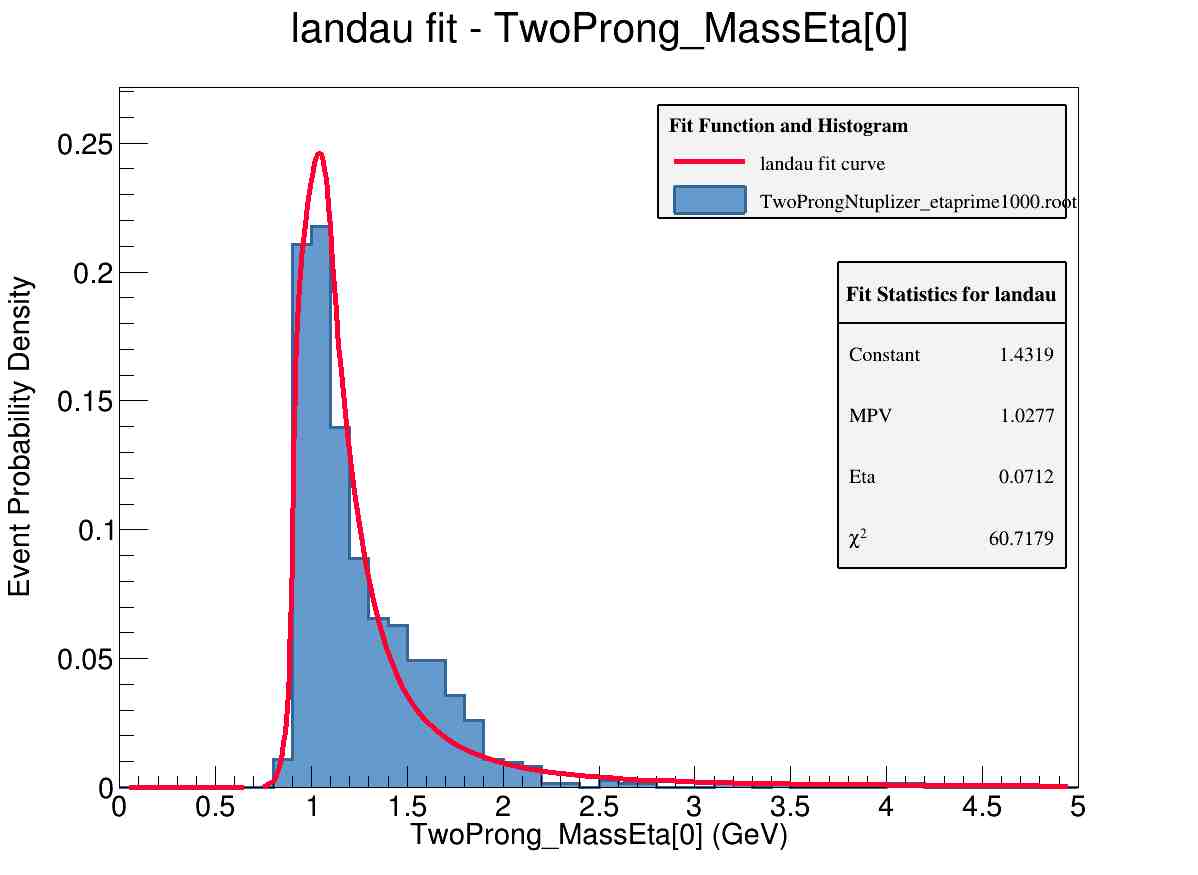 landau fit - TwoProng_MassEta[0]
Event Probability Density
0.25
0.2
0.15
0.1
0.05
0
0 0.5 1 1.5 2 2.5 3 3.5 4 4.5 5
TwoProng_MassEta[0] (GeV)
Fit Function and Histogram
landau fit curve
TwoProngNtuplizer_etaprime1000.root
Fit Statistics for landau
Constant 1.4319
MPV 1.0277
Eta 0.0712
χ² 60.7179